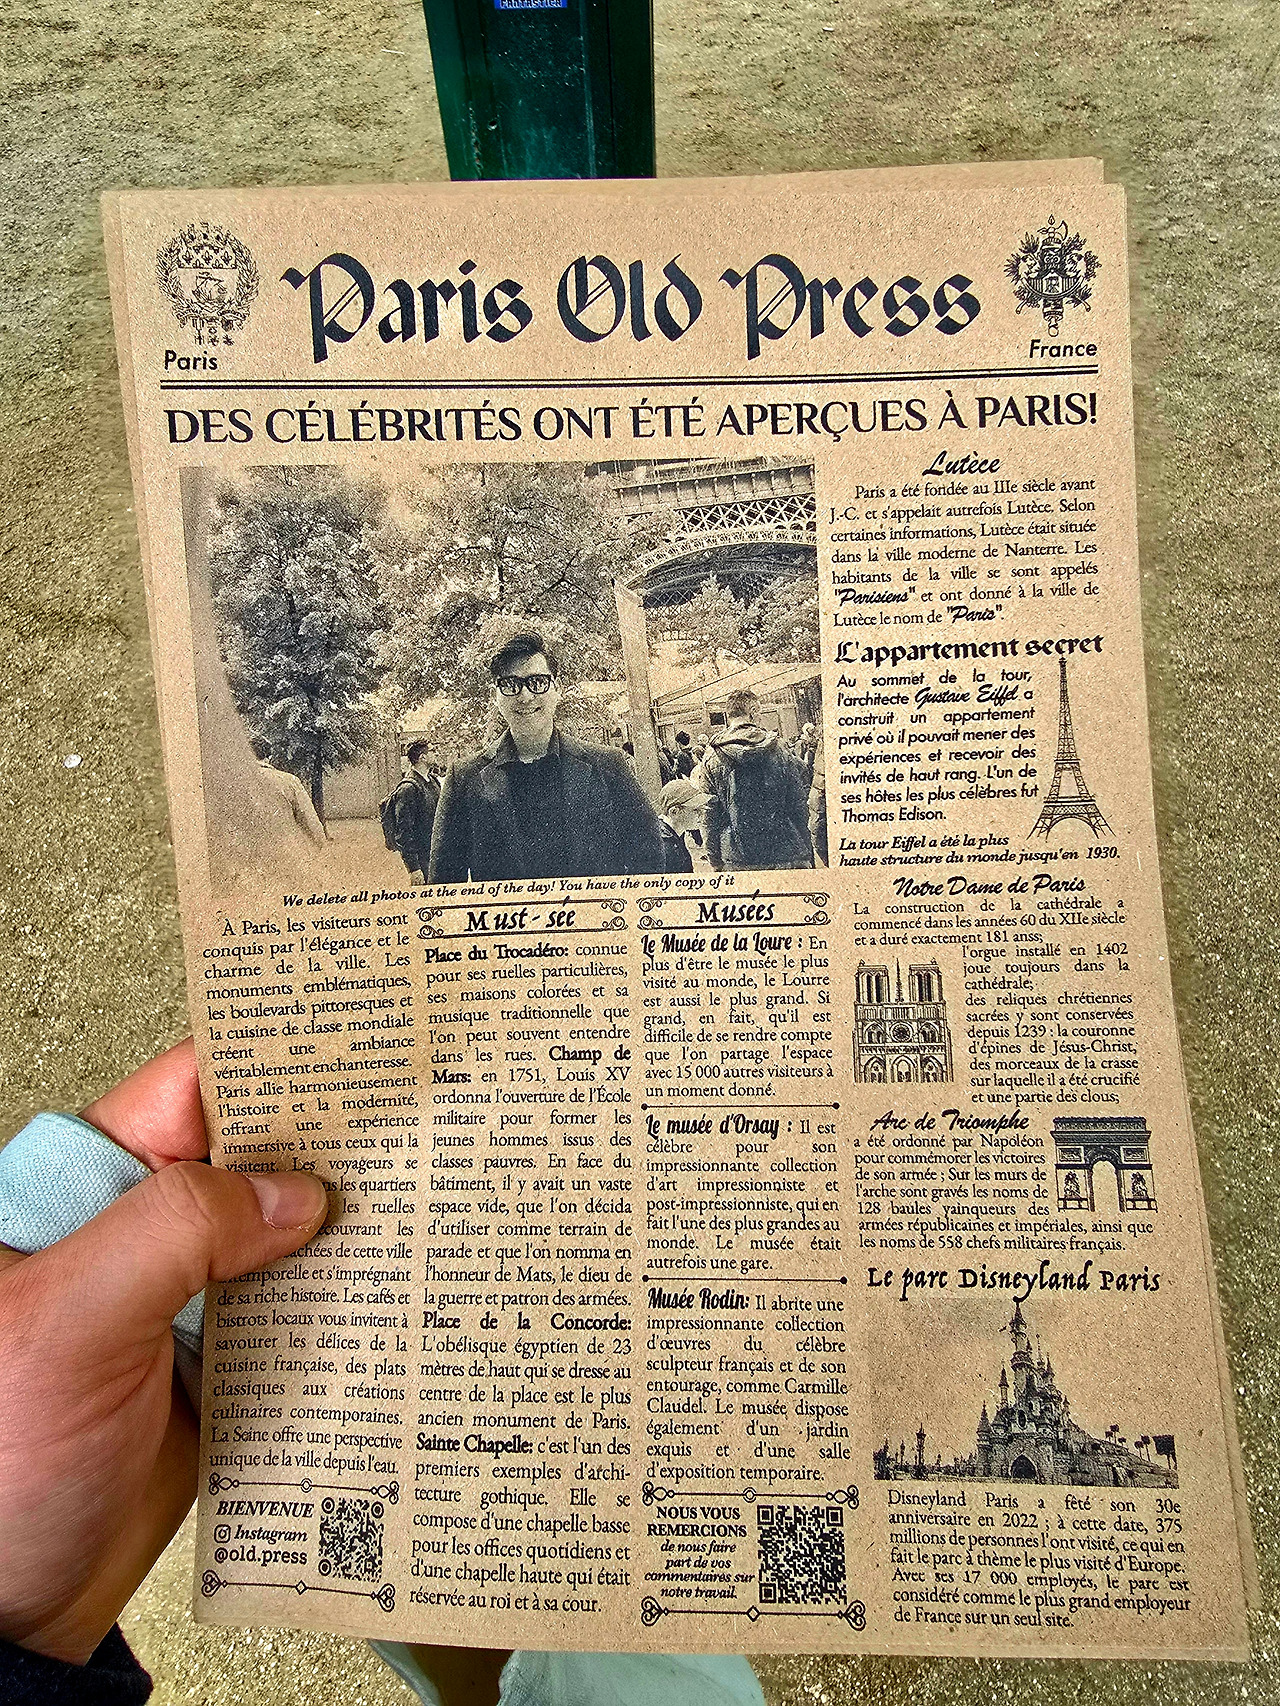 FANTASTICA
Paris Old Press
Paris
France
DES CÉLÉBRITÉS ONT ÉTÉ APERÇUES À PARIS!
We delete all photos at the end of the day! You have the only copy of it
À Paris, les visiteurs sont
conquis par l'élégance et le
charme de la ville. Les
monuments emblématiques,
les boulevards pittoresques et
la cuisine de classe mondiale
créent une ambiance
véritablement enchanteresse.
Paris allie harmonieusement
l'histoire et la modernité,
offrant une expérience
immersive à tous ceux qui la
visitent. Les voyageurs se
les quartiers
les ruelles
les
de cette ville
et s'imprégnant
de sa riche histoire. Les cafés et
bistrots locaux vous invitent à
savourer les délices de la
cuisine française, des plats
classiques aux créations
culinaires contemporaines.
La Seine offre une perspective
unique de la ville depuis l'eau.
BIENVENUE
Instagram
@old.press
Must-sée
Place du Trocadéro: connue
pour ses ruelles particulières,
ses maisons colorées et sa
musique traditionnelle que
l'on peut souvent entendre
dans les rues. Champ de
Mars: en 1751, Louis XV
ordonna l'ouverture de l'École
militaire pour former les
jeunes hommes issus des
classes pauvres. En face du
bâtiment, il y avait un vaste
espace vide, que l'on décida
d'utiliser comme terrain de
parade et que l'on nomma en
l'honneur de Mats, le dieu de
la guerre et patron des armées.
Place de la Concorde:
L'obélisque égyptien de 23
mètres de haut qui se dresse au
centre de la place est le plus
ancien monument de Paris.
Sainte Chapelle: c'est l'un des
premiers exemples d'archi-
tecture gothique. Elle se
compose d'une chapelle basse
pour les offices quotidiens et
d'une chapelle haute qui était
réservée au roi et à sa cour.
Musées
Le Musée de la Loure : En
plus d'être le musée le plus
visité au monde, le Lourre
est aussi le plus grand. Si
grand, en fait, qu'il est
difficile de se rendre compte
que l'on partage l'espace
avec 15 000 autres visiteurs à
un moment donné.
Le musée d'Orsay : Il est
célèbre pour son
impressionnante collection
d'art impressionniste et
post-impressionniste, qui en
fait l'une des plus grandes au
monde. Le musée était
autrefois une gare.
Musée Rodin: Il abrite une
impressionnante collection
d'œuvres du célèbre
sculpteur français et de son
entourage, comme Carmille
Claudel. Le musée dispose
également d'un jardin
exquis et d'une salle
d'exposition temporaire.
NOUS VOUS
REMERCIONS
de nous faire
part de vos
commentaires sur
notre travail.
Lutèce
Paris a été fondée au IIIe siècle avant
J.-C. et s'appelait autrefois Lutèce. Selon
certaines informations, Lutèce était située
dans la ville moderne de Nanterre. Les
habitants de la ville se sont appelés
"Parisiens" et ont donné à la ville de
Lutèce le nom de "Paris".
L'appartement secret
Au sommet de la tour,
l'architecte Gustave Eiffel a
construit un appartement
privé où il pouvait mener des
expériences et recevoir des
invités de haut rang. L'un de
ses hôtes les plus célèbres fut
Thomas Edison.
La tour Eiffel a été la plus
haute structure du monde jusqu'en 1930.
Notre Dame de Paris
La construction de la cathédrale a
commencé dans les années 60 du XIIe siècle
et a duré exactement 181 anss;
l'orgue installé en 1402
joue toujours dans la
cathédrale;
des reliques chrétiennes
sacrées y sont conservées
depuis 1239 : la couronne
d'épines de Jésus-Christ,
des morceaux de la crasse
sur laquelle il a été crucifié
et une partie des clous;
Arc de Triomphe
a été ordonné par Napoléon
pour commémorer les victoires
de son armée ; Sur les murs de
l'arche sont gravés les noms de
128 baules vainqueurs des
armées républicaines et impériales, ainsi que
les noms de 558 chefs militaires français.
Le parc Disneyland Paris
Disneyland Paris a fêté son 30e
anniversaire en 2022 ; à cette date, 375
millions de personnes l'ont visité, ce qui en
fait le parc à thème le plus visité d'Europe.
Avec ses 17 000 employés, le parc est
considéré comme le plus grand employeur
de France sur un seul site.